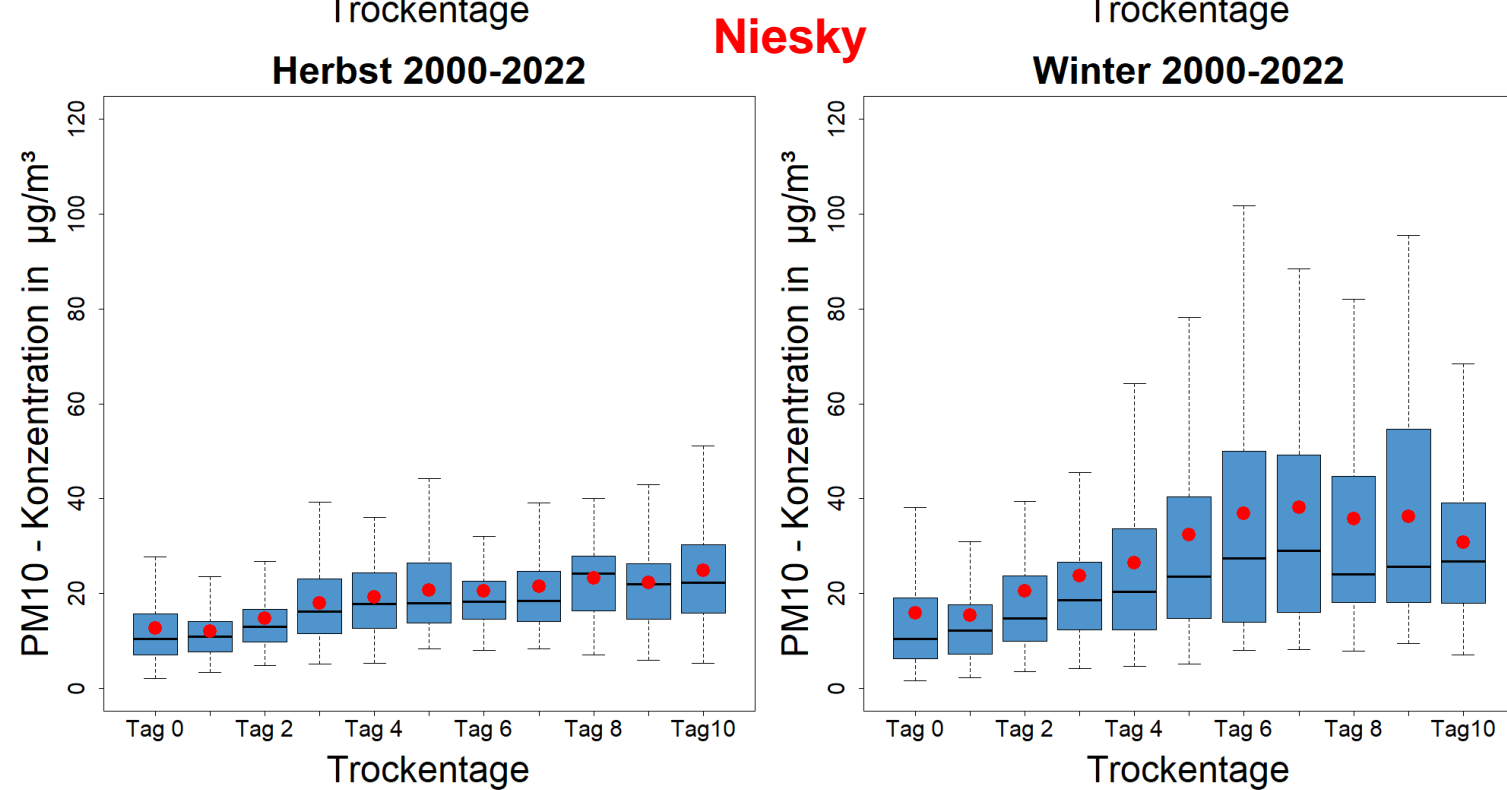 Trockentage
Trockentage
Niesky
Herbst 2000-2022
Winter 2000-2022
PM10 - Konzentration in µg/m³
120
100
80
60
40
20
0
Tag 0
Tag 2
Tag 4
Tag 6
Tag 8
Tag10
Trockentage
PM10 - Konzentration in µg/m³
120
100
80
60
40
20
0
Tag 0
Tag 2
Tag 4
Tag 6
Tag 8
Tag10
Trockentage